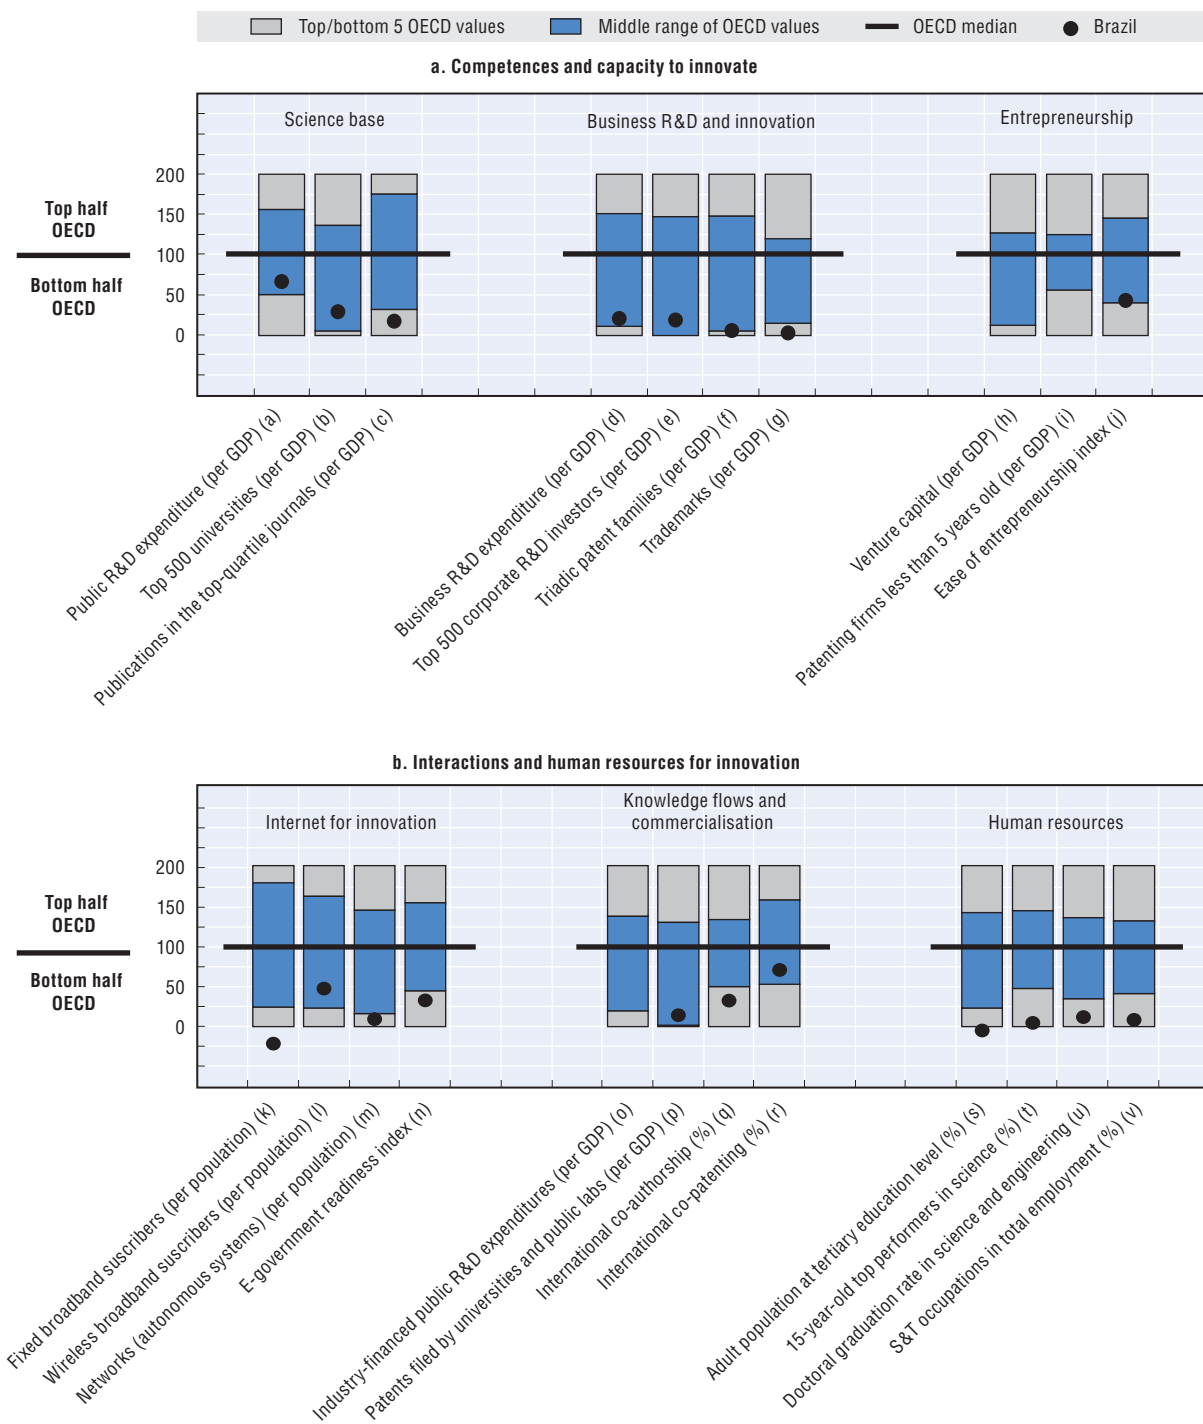 Top/bottom 5 OECD values Middle range of OECD values OECD median Brazil
a. Competences and capacity to innovate
Science base
Business R&D and innovation
Entrepreneurship
200
150
100
50
0
Top half
OECD
Bottom half
OECD
Public R&D expenditure (per GDP) (a)
Top 500 universities (per GDP) (b)
Publications in the top-quartile journals (per GDP) (c)
Business R&D expenditure (per GDP) (d)
Top 500 corporate R&D investors (per GDP) (e)
Triadic patent families (per GDP) (f)
Trademarks (per GDP) (g)
Venture capital (per GDP) (h)
Patenting firms less than 5 years old (per GDP) (i)
Ease of entrepreneurship index (j)
b. Interactions and human resources for innovation
Internet for innovation
Knowledge flows and
commercialisation
Human resources
200
150
100
50
0
Top half
OECD
Bottom half
OECD
Fixed broadband suscribers (per population) (k)
Wireless broadband suscribers (per population) (l)
Networks (autonomous systems) (per population) (m)
E-government readiness index (n)
Industry-financed public R&D expenditures (per GDP) (o)
Patents filed by universities and public labs (per GDP) (p)
International co-authorship (%) (q)
International co-patenting (%) (r)
Adult population at tertiary education level (%) (s)
15-year-old top performers in science (%) (t)
Doctoral graduation rate in science and engineering (u)
S&T occupations in total employment (%) (v)